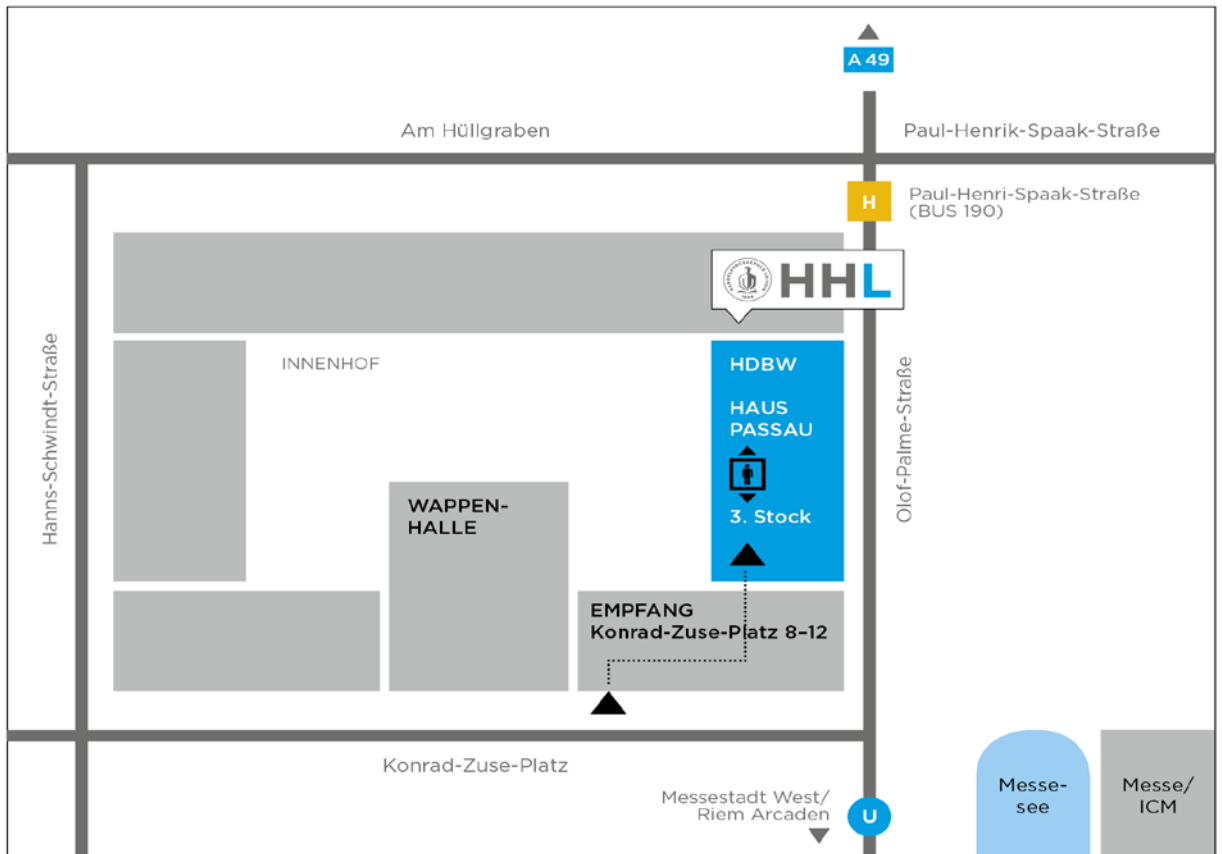 A 49
Am Hüllgraben
Paul-Henrik-Spaak-Straße
H
Paul-Henri-Spaak-Straße
(BUS 190)
HHL
Hanns-Schwindt-Straße
INNENHOF
HDBW
HAUS
PASSAU
3. Stock
Olof-Palme-Straße
WAPPEN-
HALLE
EMPFANG
Konrad-Zuse-Platz 8–12
Konrad-Zuse-Platz
Messestadt West/
Riem Arcaden
U
Messe-
see
Messe/
ICM